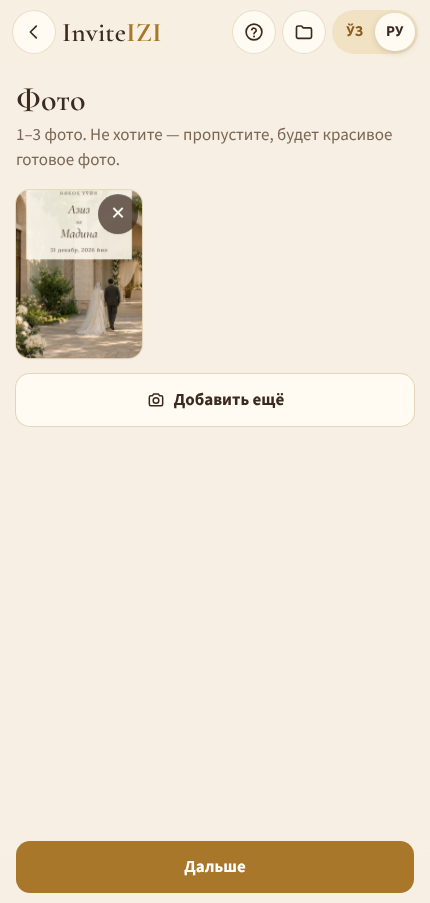 InviteIZI
ЎЗ
РУ
Фото
1–3 фото. Не хотите — пропустите, будет красивое
готовое фото.
Азиз
Мадина
Добавить ещё
Дальше